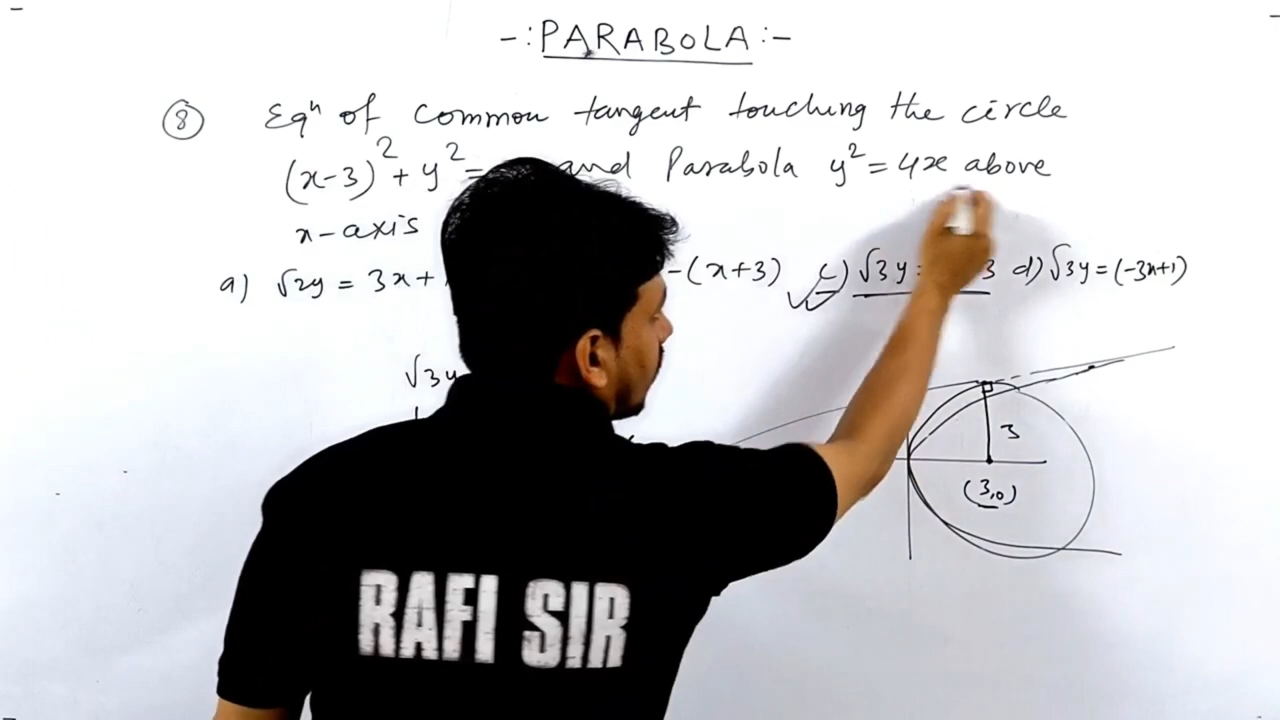 -: PARABOLA :-
⑧ Eqⁿ of common tangent touching the circle
(x-3)² + y² = and Parabola y² = 4x above
x-axis
a) √2y = 3x+ -(x+3) c) √3y = 3 d) √3y = (-3x+1)
√3y
3
(3,0)
RAFI SIR